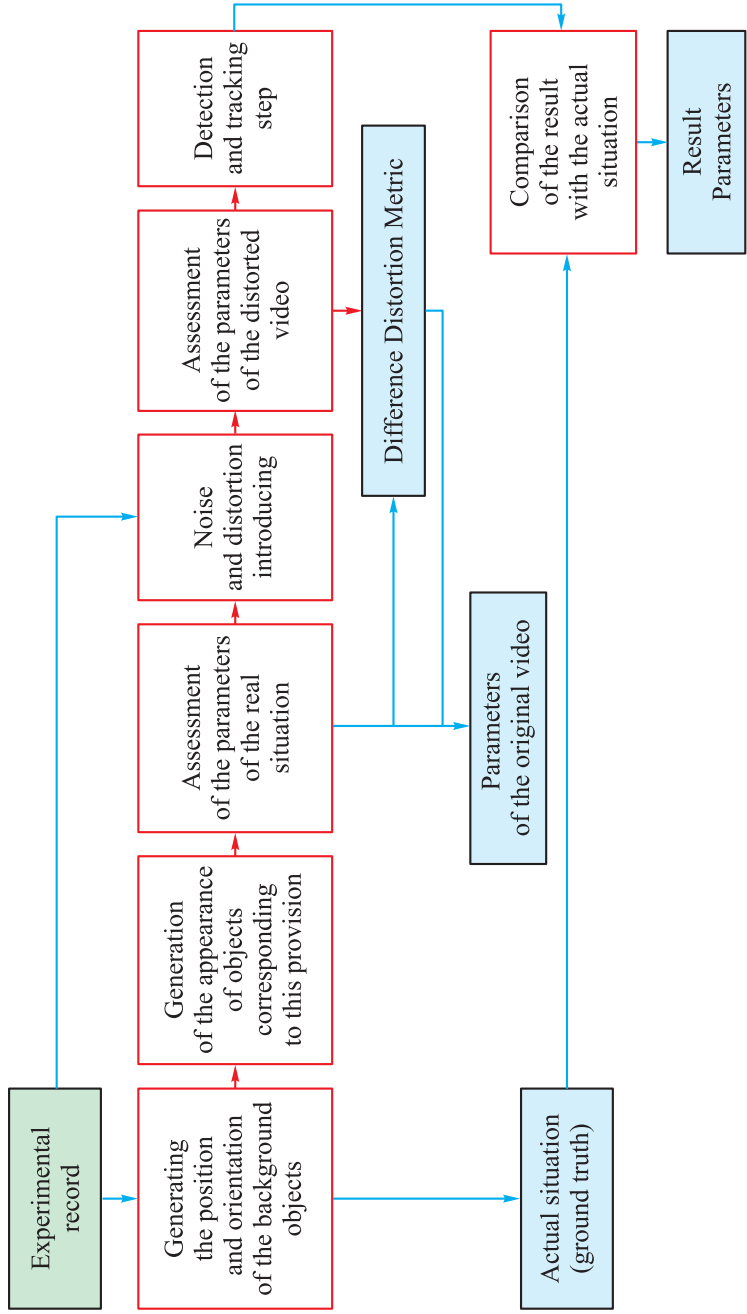 Experimental
record
Generating
the position
and orientation
of the background
objects
Generation
of the appearance
of objects
corresponding
to this provision
Assessment
of the parameters
of the real
situation
Noise
and distortion
introducing
Assessment
of the parameters
of the distorted
video
Detection
and tracking
step
Difference Distortion Metric
Parameters
of the original video
Actual situation
(ground truth)
Comparison
of the result
with the actual
situation
Result
Parameters